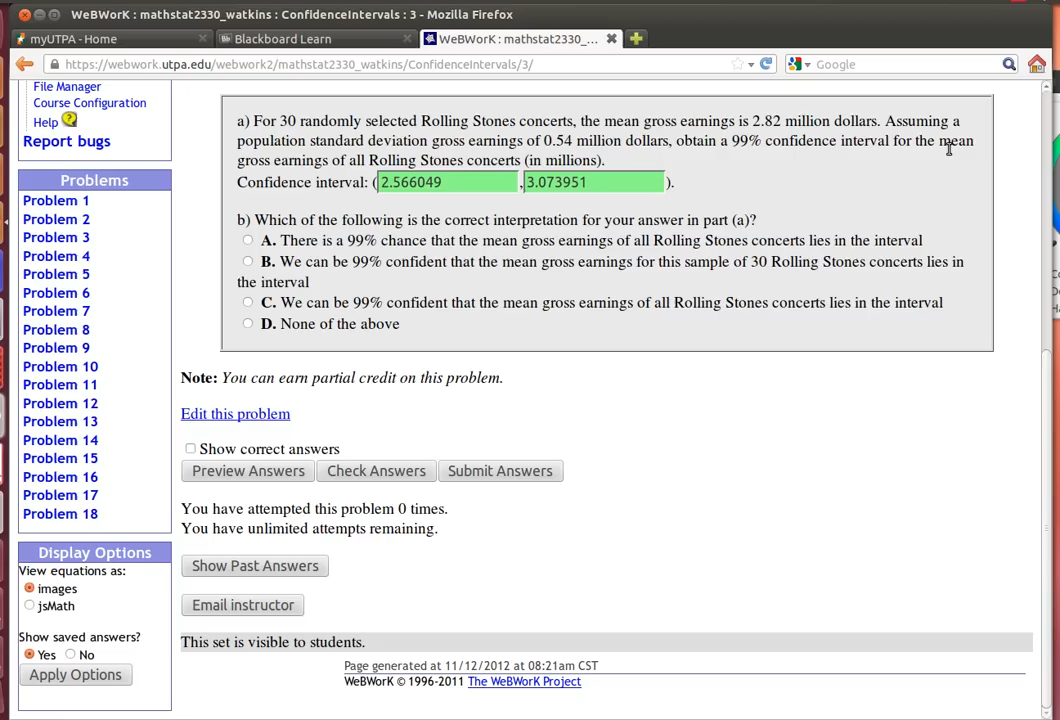 WeBWorK : mathstat2330_watkins : ConfidenceIntervals : 3 - Mozilla Firefox
myUTPA - Home
Blackboard Learn
WeBWorK : mathstat2330_...
https://webwork.utpa.edu/webwork2/mathstat2330_watkins/ConfidenceIntervals/3/
Google
File Manager
Course Configuration
Help
Report bugs
Problems
Problem 1
Problem 2
Problem 3
Problem 4
Problem 5
Problem 6
Problem 7
Problem 8
Problem 9
Problem 10
Problem 11
Problem 12
Problem 13
Problem 14
Problem 15
Problem 16
Problem 17
Problem 18
Display Options
View equations as:
images
jsMath
Show saved answers?
Yes No
Apply Options
a) For 30 randomly selected Rolling Stones concerts, the mean gross earnings is 2.82 million dollars. Assuming a
population standard deviation gross earnings of 0.54 million dollars, obtain a 99% confidence interval for the mean
gross earnings of all Rolling Stones concerts (in millions).
Confidence interval: ( 2.566049 , 3.073951 ).
b) Which of the following is the correct interpretation for your answer in part (a)?
A. There is a 99% chance that the mean gross earnings of all Rolling Stones concerts lies in the interval
B. We can be 99% confident that the mean gross earnings for this sample of 30 Rolling Stones concerts lies in
the interval
C. We can be 99% confident that the mean gross earnings of all Rolling Stones concerts lies in the interval
D. None of the above
Note: You can earn partial credit on this problem.
Edit this problem
Show correct answers
Preview Answers Check Answers Submit Answers
You have attempted this problem 0 times.
You have unlimited attempts remaining.
Show Past Answers
Email instructor
This set is visible to students.
Page generated at 11/12/2012 at 08:21am CST
WeBWorK © 1996-2011 The WeBWorK Project